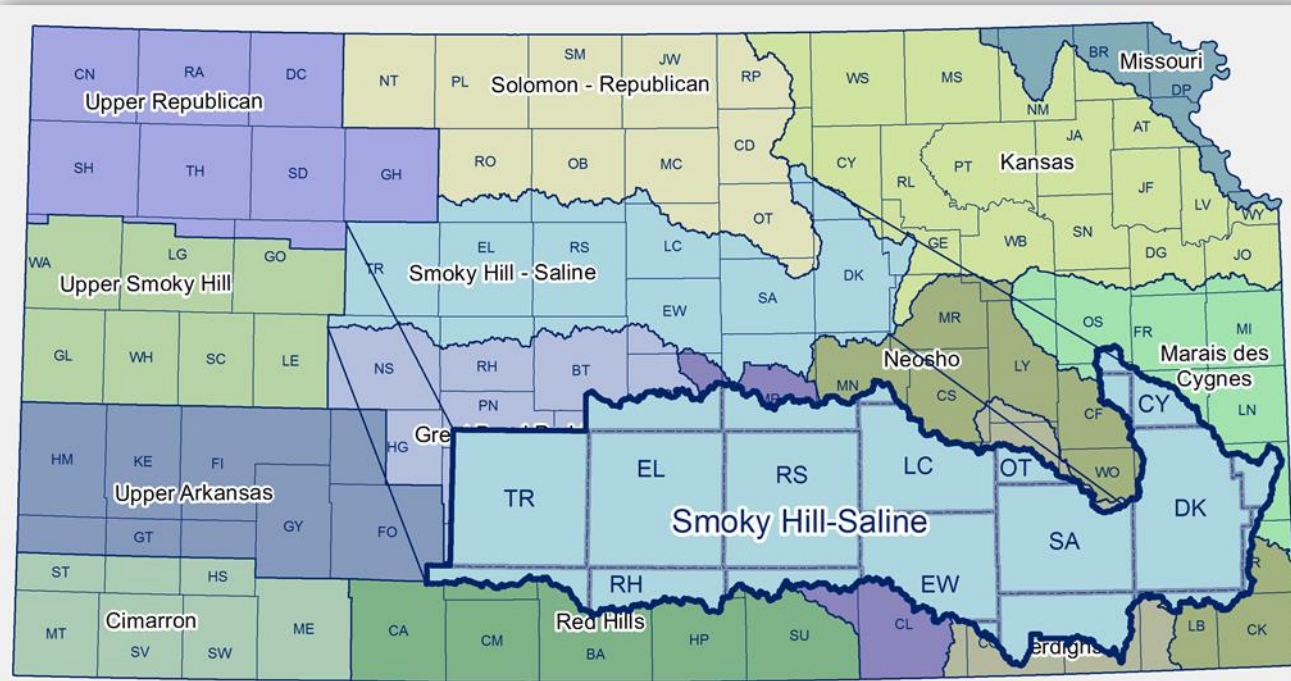 CN
RA
DC
Upper Republican
SH
TH
SD
GH
NT
PL
SM
JW
RP
Solomon - Republican
RO
OB
MC
CD
OT
WS
MS
NM
BR
Missouri
DP
CY
RL
PT
JA
AT
Kansas
JF
LV
WY
GE
WB
SN
DG
JO
WA
LG
GO
Upper Smoky Hill
GL
WH
SC
LE
TR
EL
RS
LC
Smoky Hill - Saline
SA
DK
EW
NS
RH
BT
PN
HG
MR
Neosho
MN
CS
LY
CF
WO
OS
FR
MI
Marais des
Cygnes
LN
HM
KE
FI
Upper Arkansas
GT
GY
FO
ST
HS
Cimarron
MT
SV
SW
ME
CA
CM
Red Hills
BA
HP
SU
CL
LB
CK
TR
EL
RS
LC
OT
CY
DK
Smoky Hill-Saline
SA
RH
EW